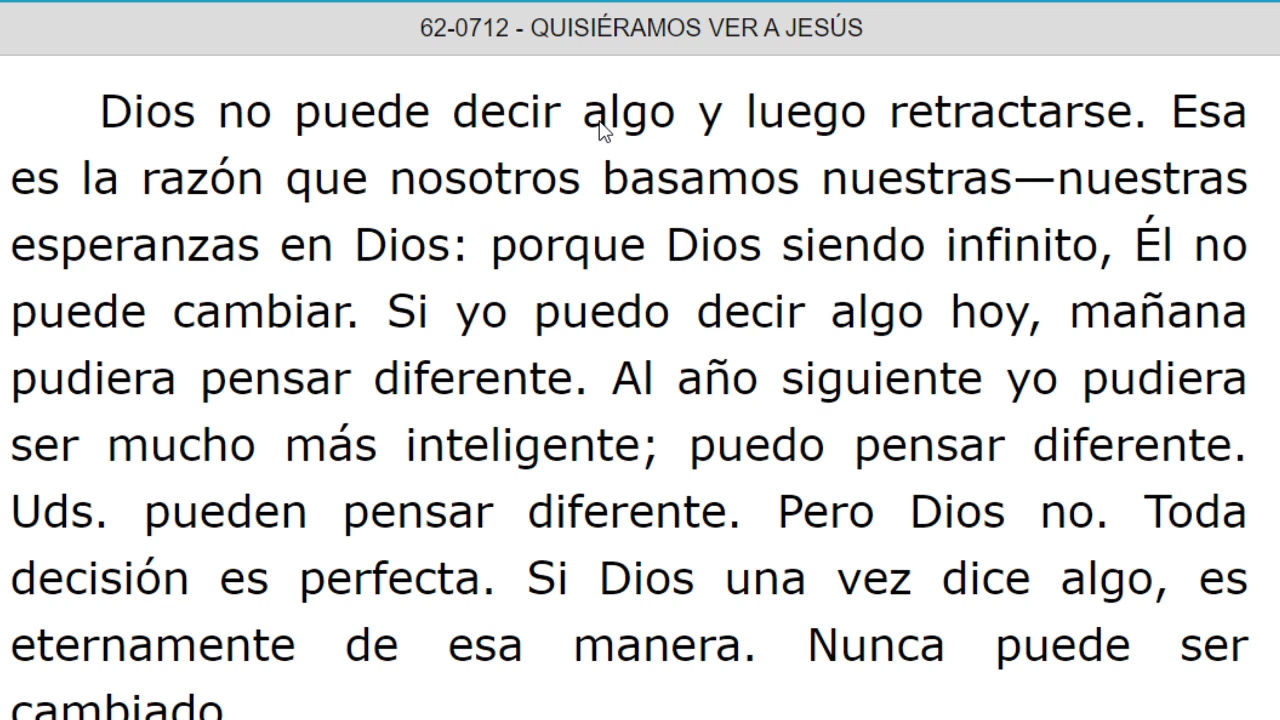 62-0712 - QUISIÉRAMOS VER A JESÚS
Dios no puede decir algo y luego retractarse. Esa
es la razón que nosotros basamos nuestras—nuestras
esperanzas en Dios: porque Dios siendo infinito, Él no
puede cambiar. Si yo puedo decir algo hoy, mañana
pudiera pensar diferente. Al año siguiente yo pudiera
ser mucho más inteligente; puedo pensar diferente.
Uds. pueden pensar diferente. Pero Dios no. Toda
decisión es perfecta. Si Dios una vez dice algo, es
eternamente de esa manera. Nunca puede ser
cambiado